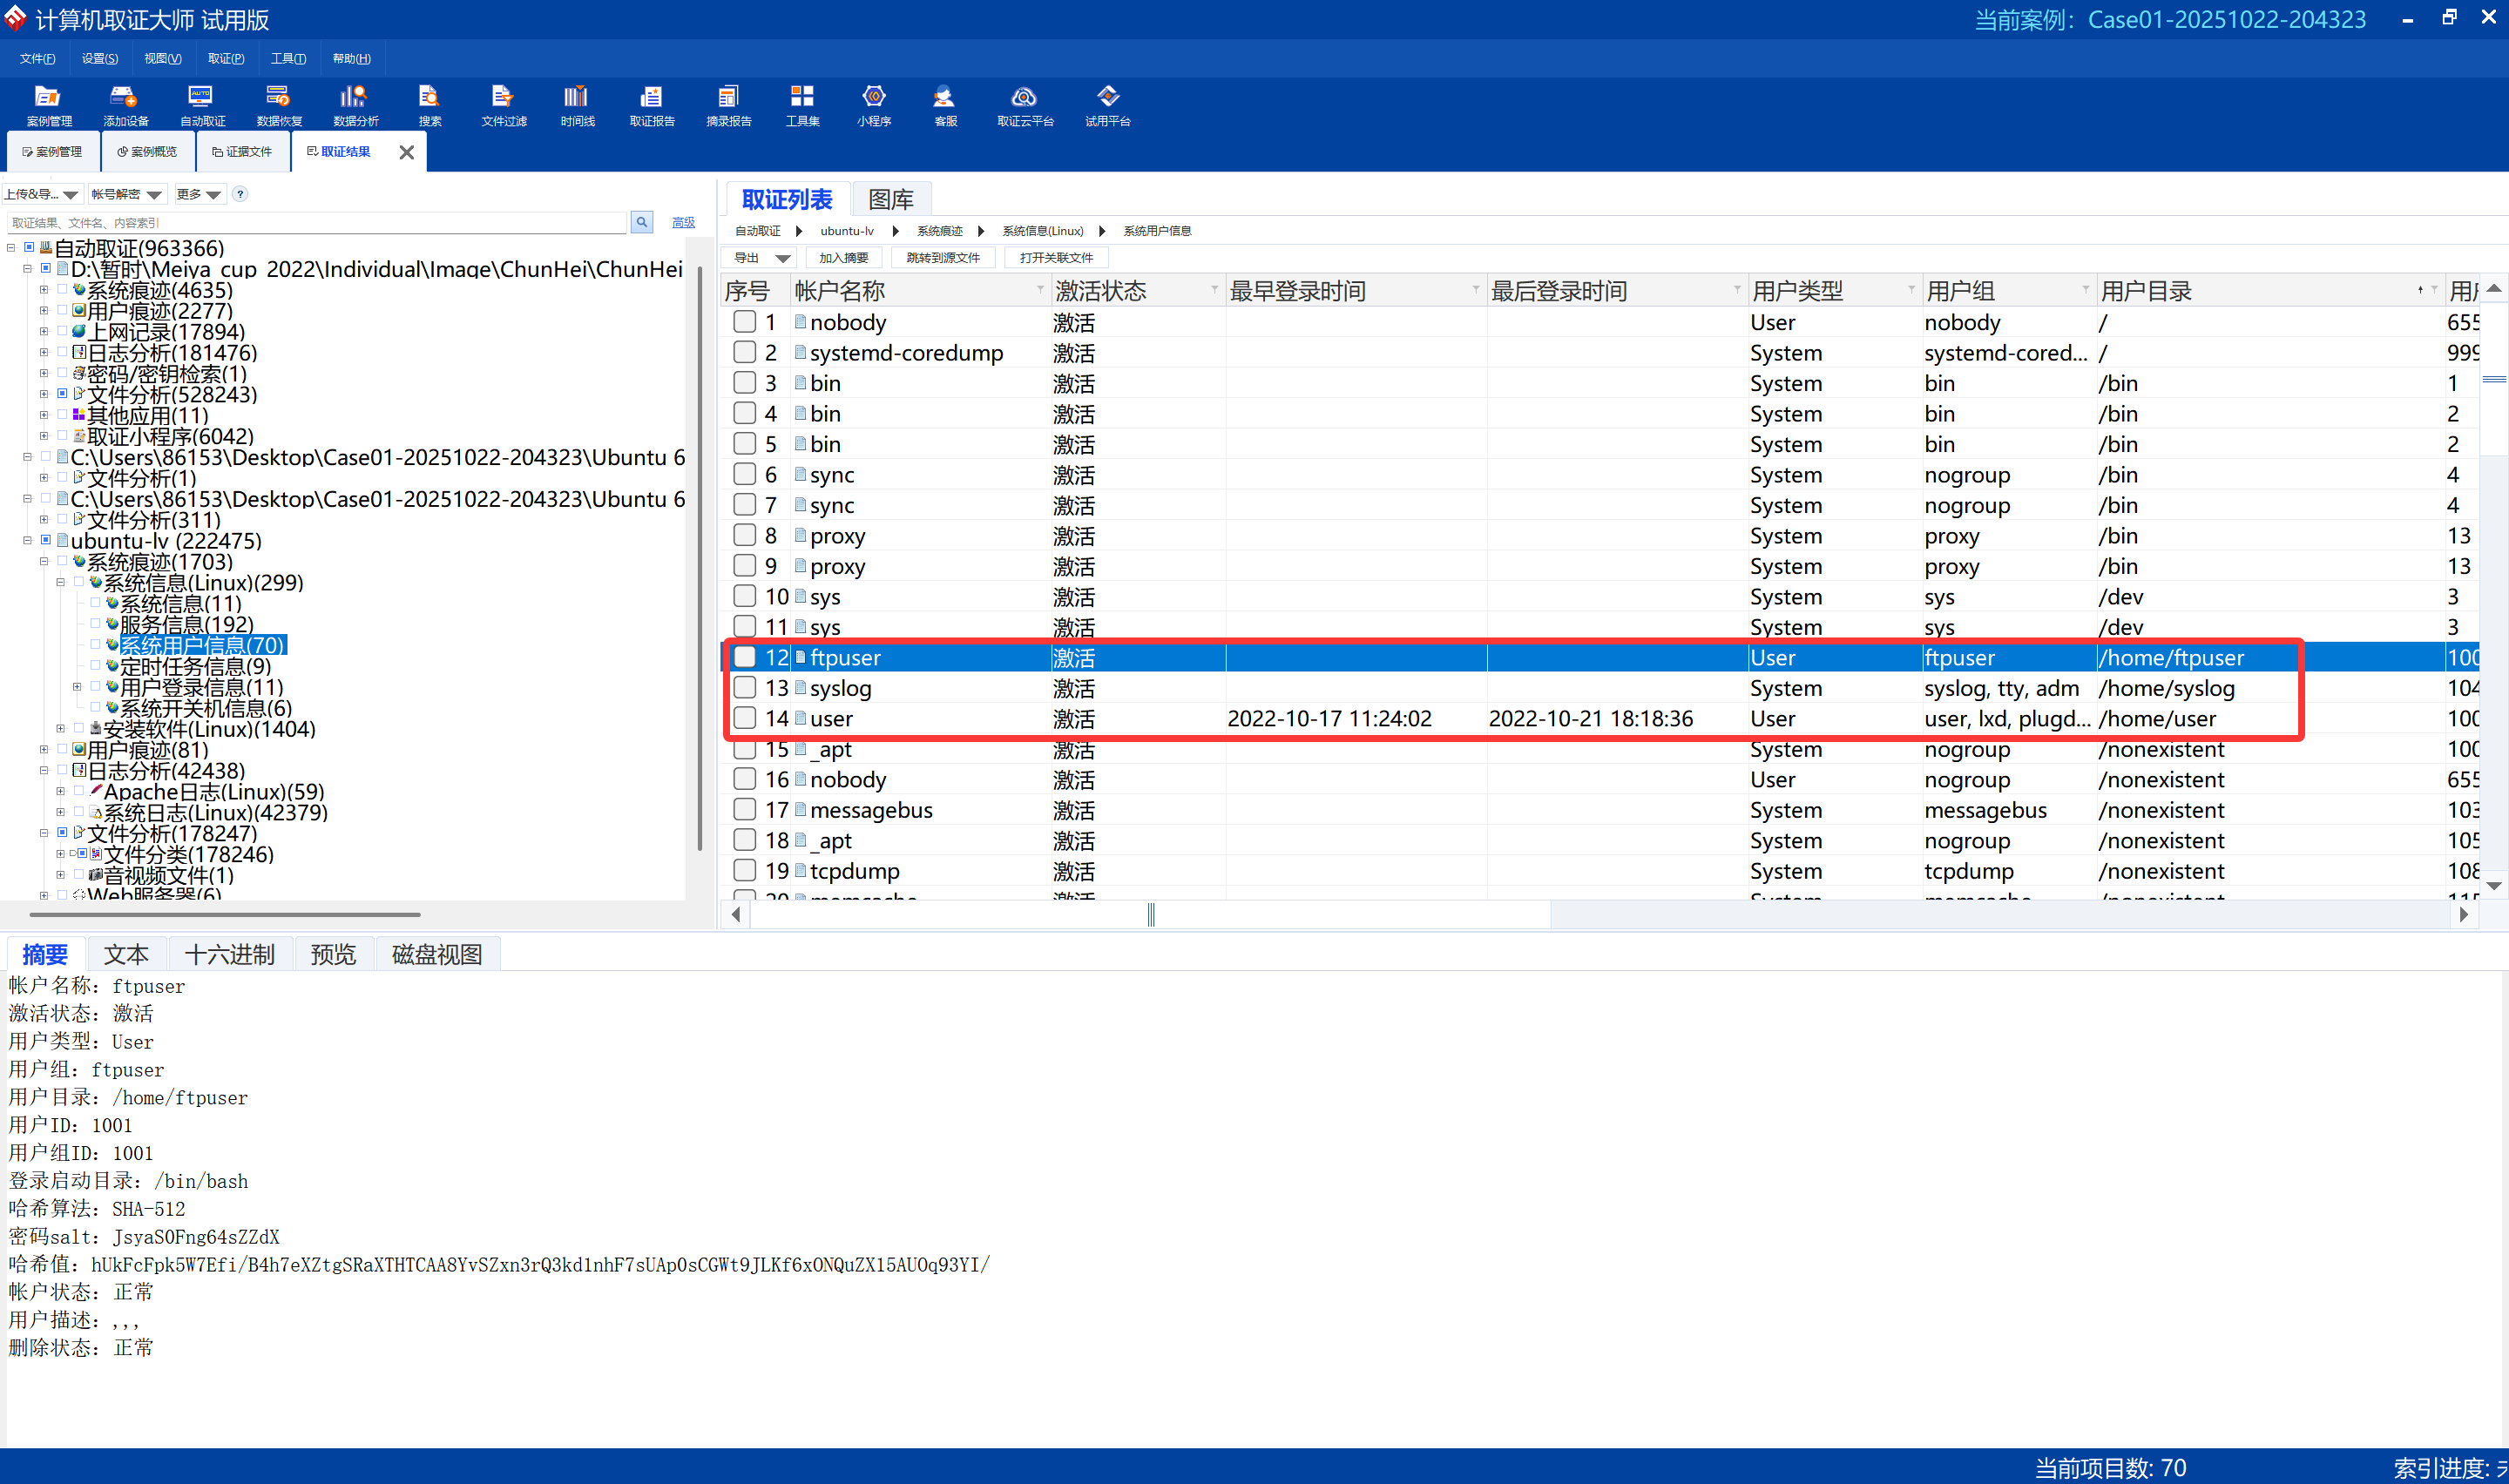 计算机取证大师 试用版
当前案例：Case01-20251022-204323
文件(F) 设置(S) 视图(V) 取证(P) 工具(T) 帮助(H)
案例管理 添加设备 自动取证 数据恢复 数据分析 搜索 文件过滤 时间线 取证报告 摘录报告 工具集 小程序 客服 取证云平台 试用平台
案例管理 案例概览 证据文件 取证结果
上传&导... 帐号解密 更多 ?
取证结果、文件名、内容索引 高级
自动取证(963366)
D:\暂时\Meiya_cup_2022\Individual\Image\ChunHei\ChunHei
系统痕迹(4635)
用户痕迹(2277)
上网记录(17894)
日志分析(181476)
密码/密钥检索(1)
文件分析(528243)
其他应用(11)
取证小程序(6042)
C:\Users\86153\Desktop\Case01-20251022-204323\Ubuntu 6
文件分析(1)
C:\Users\86153\Desktop\Case01-20251022-204323\Ubuntu 6
文件分析(311)
ubuntu-lv (222475)
系统痕迹(1703)
系统信息(Linux)(299)
系统信息(11)
服务信息(192)
系统用户信息(70)
定时任务信息(9)
用户登录信息(11)
系统开关机信息(6)
安装软件(Linux)(1404)
用户痕迹(81)
日志分析(42438)
Apache日志(Linux)(59)
系统日志(Linux)(42379)
文件分析(178247)
文件分类(178246)
音视频文件(1)
Web服务器(6)
取证列表 图库
自动取证 ubuntu-lv 系统痕迹 系统信息(Linux) 系统用户信息
导出 加入摘要 跳转到源文件 打开关联文件
序号 帐户名称 激活状态 最早登录时间 最后登录时间 用户类型 用户组 用户目录 用户
1 nobody 激活 User nobody / 655
2 systemd-coredump 激活 System systemd-cored... / 999
3 bin 激活 System bin /bin 1
4 bin 激活 System bin /bin 2
5 bin 激活 System bin /bin 2
6 sync 激活 System nogroup /bin 4
7 sync 激活 System nogroup /bin 4
8 proxy 激活 System proxy /bin 13
9 proxy 激活 System proxy /bin 13
10 sys 激活 System sys /dev 3
11 sys 激活 System sys /dev 3
12 ftpuser 激活 User ftpuser /home/ftpuser 100
13 syslog 激活 System syslog, tty, adm /home/syslog 104
14 user 激活 2022-10-17 11:24:02 2022-10-21 18:18:36 User user, lxd, plugd... /home/user 100
15 _apt 激活 System nogroup /nonexistent 100
16 nobody 激活 User nogroup /nonexistent 655
17 messagebus 激活 System messagebus /nonexistent 103
18 _apt 激活 System nogroup /nonexistent 105
19 tcpdump 激活 System tcpdump /nonexistent 108
20 memcache 激活 System memcache /nonexistent 115
摘要 文本 十六进制 预览 磁盘视图
帐户名称：ftpuser
激活状态：激活
用户类型：User
用户组：ftpuser
用户目录：/home/ftpuser
用户ID：1001
用户组ID：1001
登录启动目录：/bin/bash
哈希算法：SHA-512
密码salt：JsyaS0Fng64sZZdX
哈希值：hUkFcFpk5W7Efi/B4h7eXZtgSRaXTHTCAA8YvSZxn3rQ3kd1nhF7sUAp0sCGWt9JLKf6xONQuZX15AUOq93YI/
帐户状态：正常
用户描述：,,,
删除状态：正常
当前项目数: 70 索引进度: